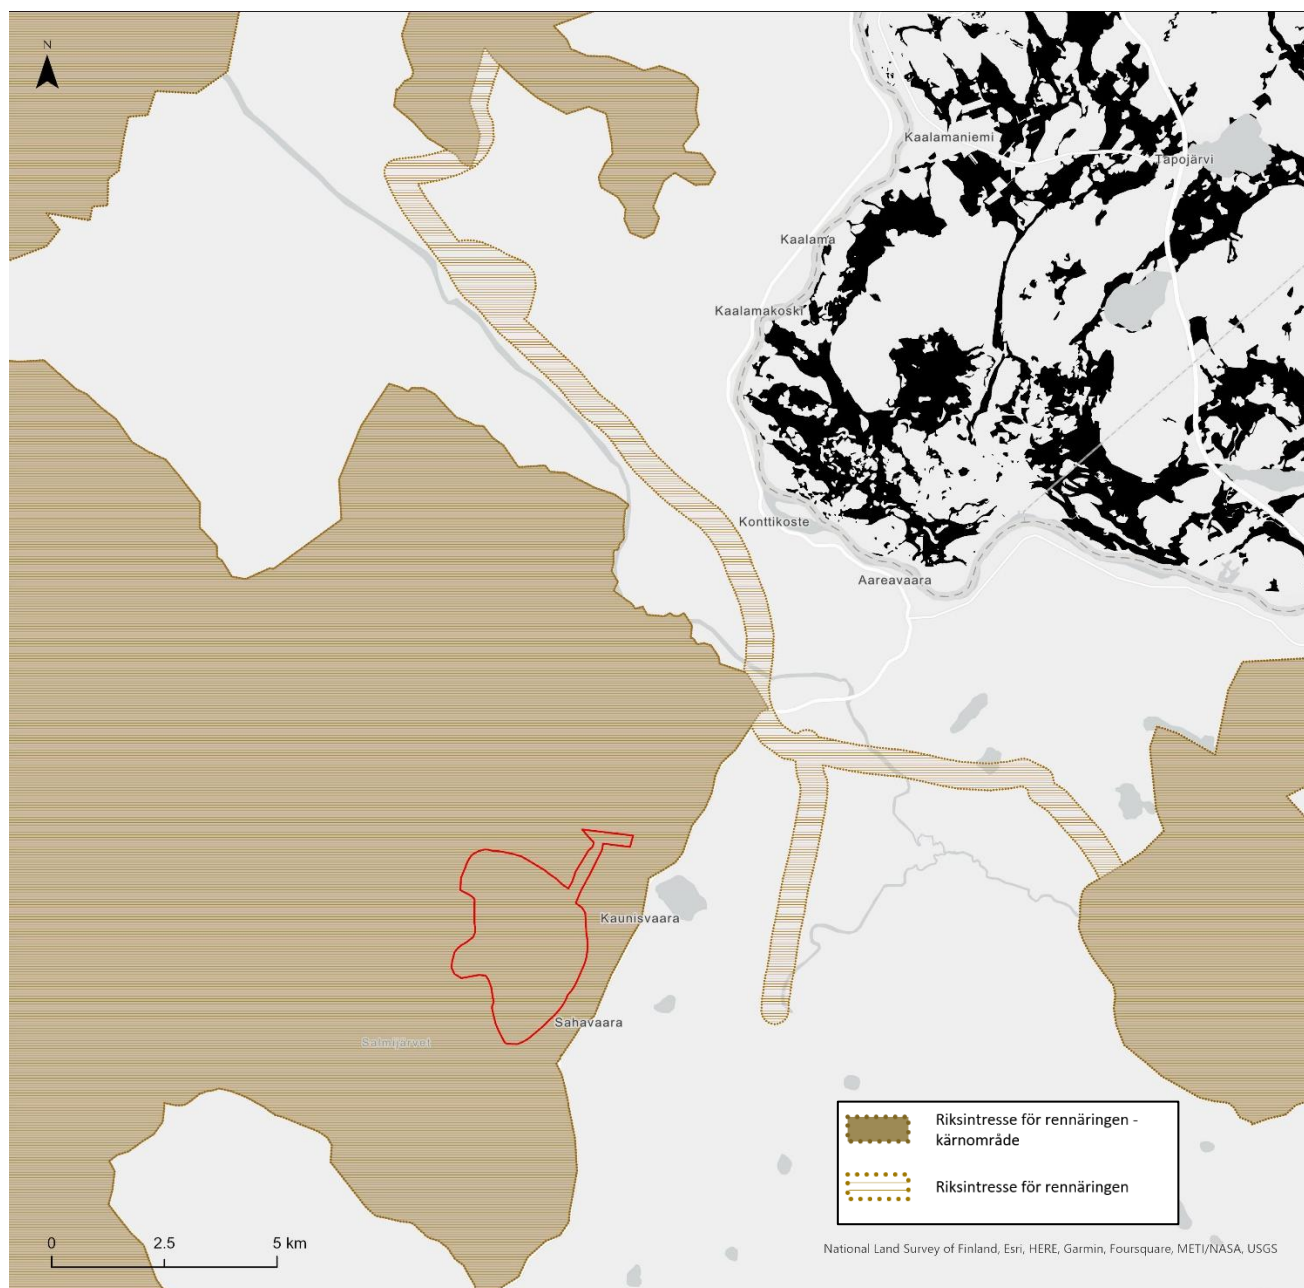 N
Kaalamaniemi
Tapojärvi
Kaalama
Kaalamakoski
Konttikoste
Aareavaara
Kaunisvaara
Sahavaara
Salmijärvet
Riksintresse för rennäringen -
kärnområde
Riksintresse för rennäringen
0 2.5 5 km
National Land Survey of Finland, Esri, HERE, Garmin, Foursquare, METI/NASA, USGS